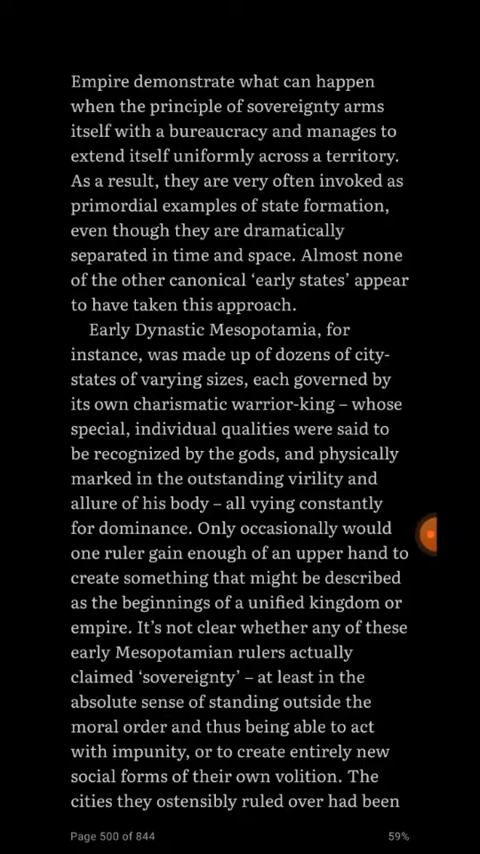 Empire demonstrate what can happen
when the principle of sovereignty arms
itself with a bureaucracy and manages to
extend itself uniformly across a territory.
As a result, they are very often invoked as
primordial examples of state formation,
even though they are dramatically
separated in time and space. Almost none
of the other canonical ‘early states’ appear
to have taken this approach.
Early Dynastic Mesopotamia, for
instance, was made up of dozens of city-
states of varying sizes, each governed by
its own charismatic warrior-king – whose
special, individual qualities were said to
be recognized by the gods, and physically
marked in the outstanding virility and
allure of his body – all vying constantly
for dominance. Only occasionally would
one ruler gain enough of an upper hand to
create something that might be described
as the beginnings of a unified kingdom or
empire. It’s not clear whether any of these
early Mesopotamian rulers actually
claimed ‘sovereignty’ – at least in the
absolute sense of standing outside the
moral order and thus being able to act
with impunity, or to create entirely new
social forms of their own volition. The
cities they ostensibly ruled over had been
Page 500 of 844
59%